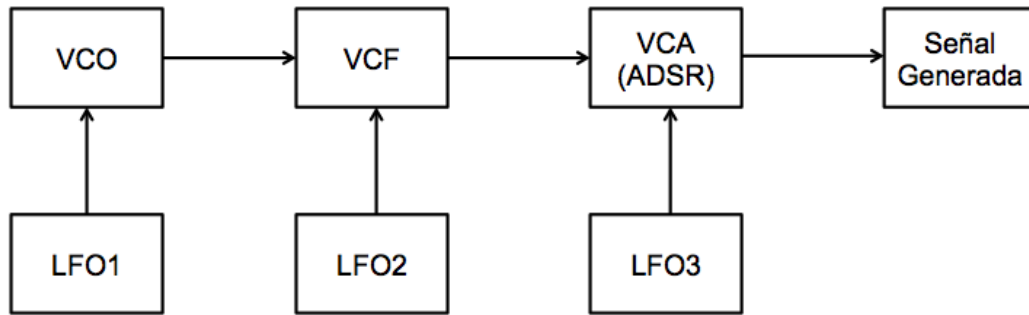 VCO
VCF
VCA
(ADSR)
Señal
Generada
LFO1
LFO2
LFO3